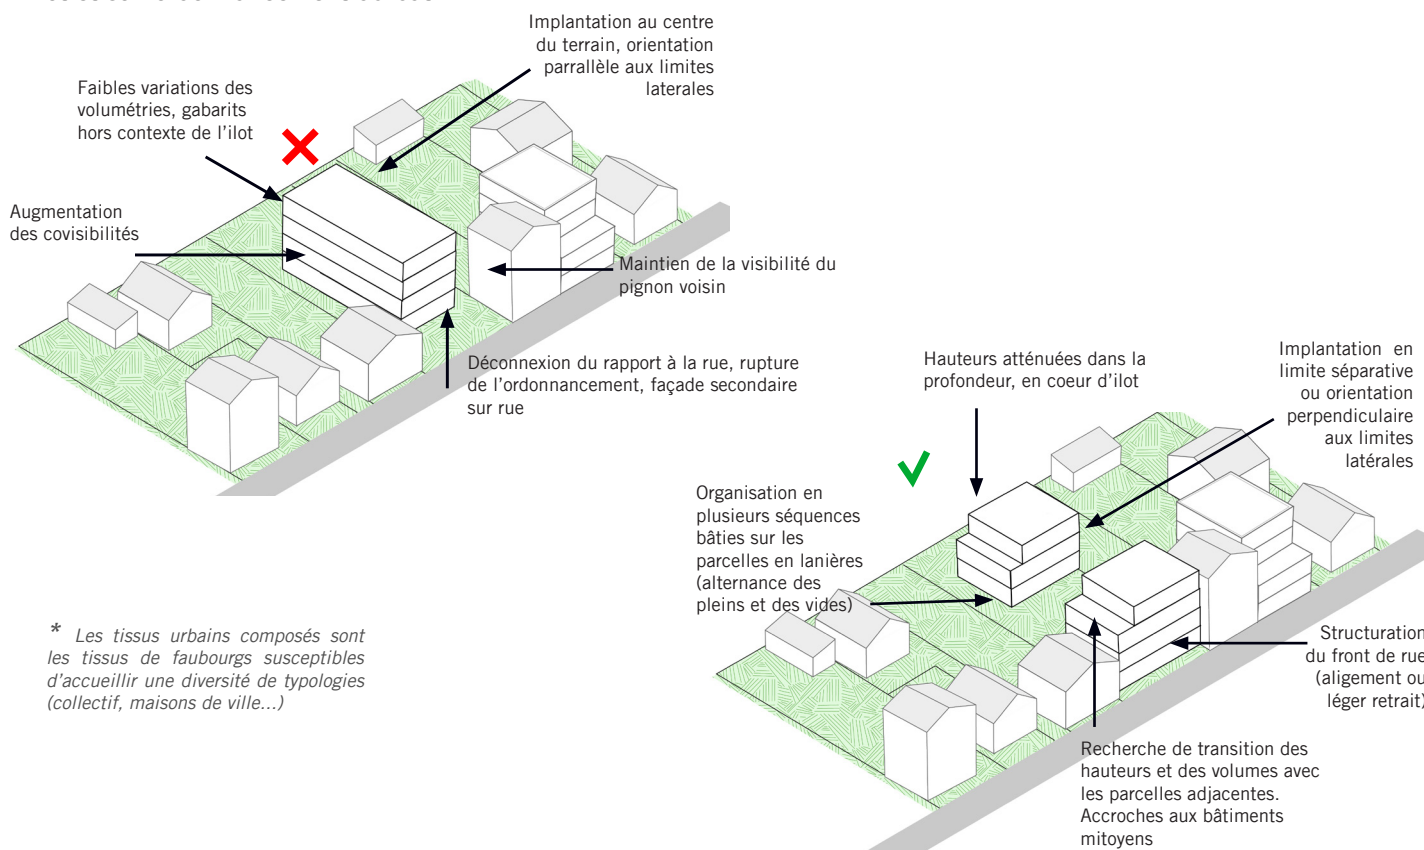 Implantation au centre
du terrain, orientation
parrallèle aux limites
laterales
Faibles variations des
volumétries, gabarits
hors contexte de l'ilot
Augmentation
des covisibilités
Maintien de la visibilité du
pignon voisin
Déconnexion du rapport à la rue, rupture
de l'ordonnancement, façade secondaire
sur rue
Hauteurs atténuées dans la
profondeur, en coeur d'ilot
Implantation en
limite séparative
ou orientation
perpendiculaire
aux limites
latérales
Organisation en
plusieurs séquences
bâties sur les
parcelles en lanières
(alternance des
pleins et des vides)
* Les tissus urbains composés sont
les tissus de faubourgs susceptibles
d'accueillir une diversité de typologies
(collectif, maisons de ville...)
Structuration
du front de rue
(aligement ou
léger retrait)
Recherche de transition des
hauteurs et des volumes avec
les parcelles adjacentes.
Accroches aux bâtiments
mitoyens